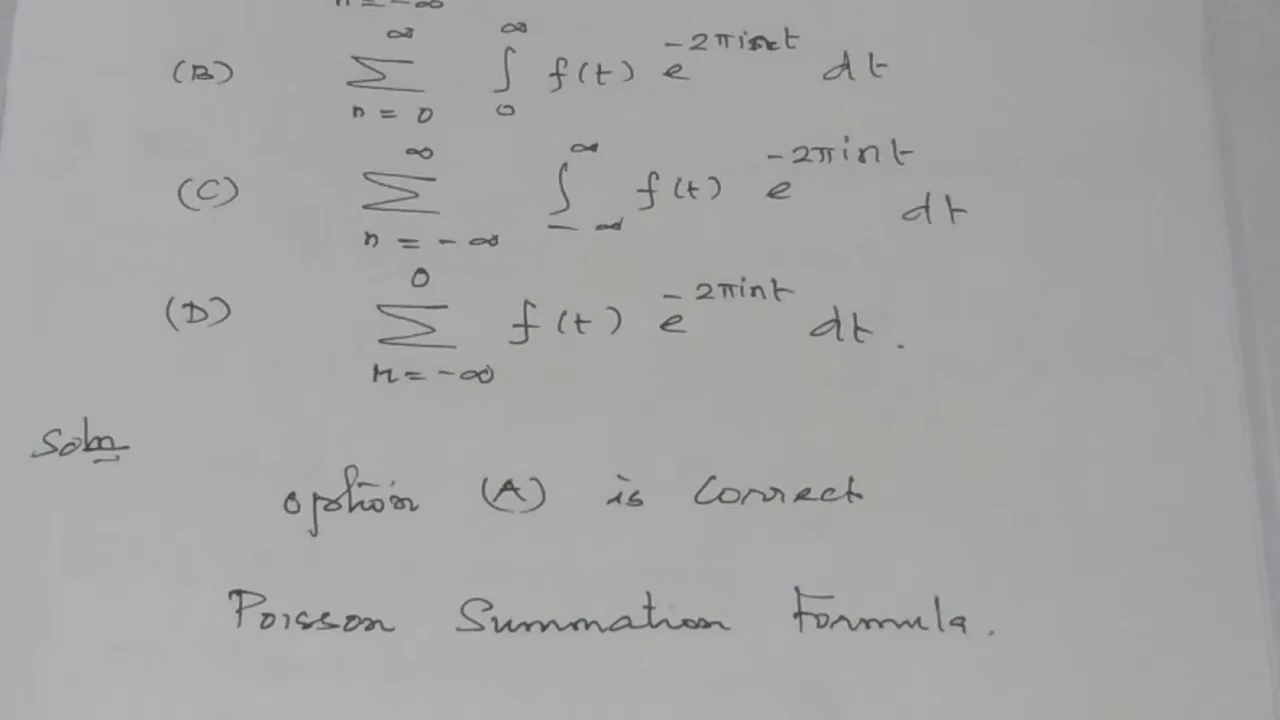 n = -∞
(B) ∞ ∑ n = 0 ∞ ∫ 0 f(t) e^{-2πint} dt
(C) ∞ ∑ n = -∞ ∞ ∫ -∞ f(t) e^{-2πint} dt
(D) 0 ∑ n = -∞ f(t) e^{-2πint} dt.
Soln
option (A) is correct
Poisson Summation Formula.